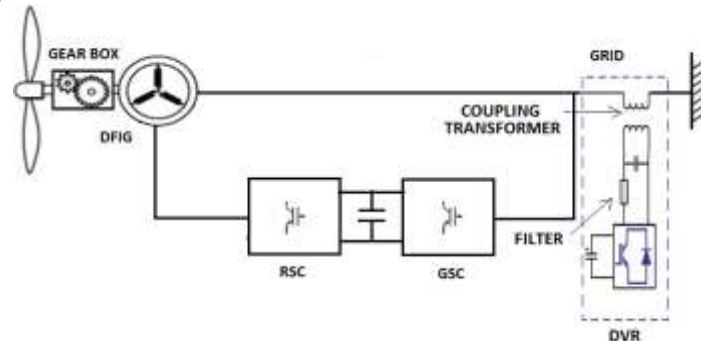 GEAR BOX
GRID
COUPLING
TRANSFORMER
DFIG
FILTER
RSC
GSC
DVR